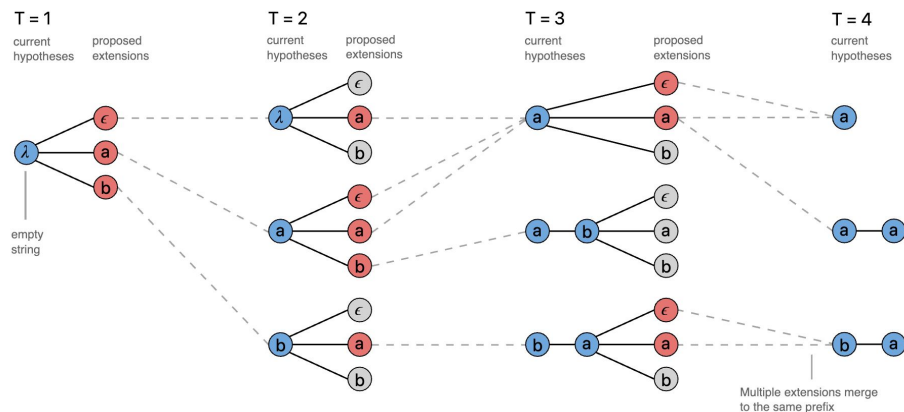 T = 1
T = 2
T = 3
T = 4
current
hypotheses
proposed
extensions
current
hypotheses
proposed
extensions
current
hypotheses
proposed
extensions
current
hypotheses
λ
ϵ
a
b
empty
string
λ
ϵ
a
b
a
ϵ
a
b
b
ϵ
a
b
a
ϵ
a
b
a b
ϵ
a
b
b a
ϵ
a
b
a
a a
b a
Multiple extensions merge
to the same prefix